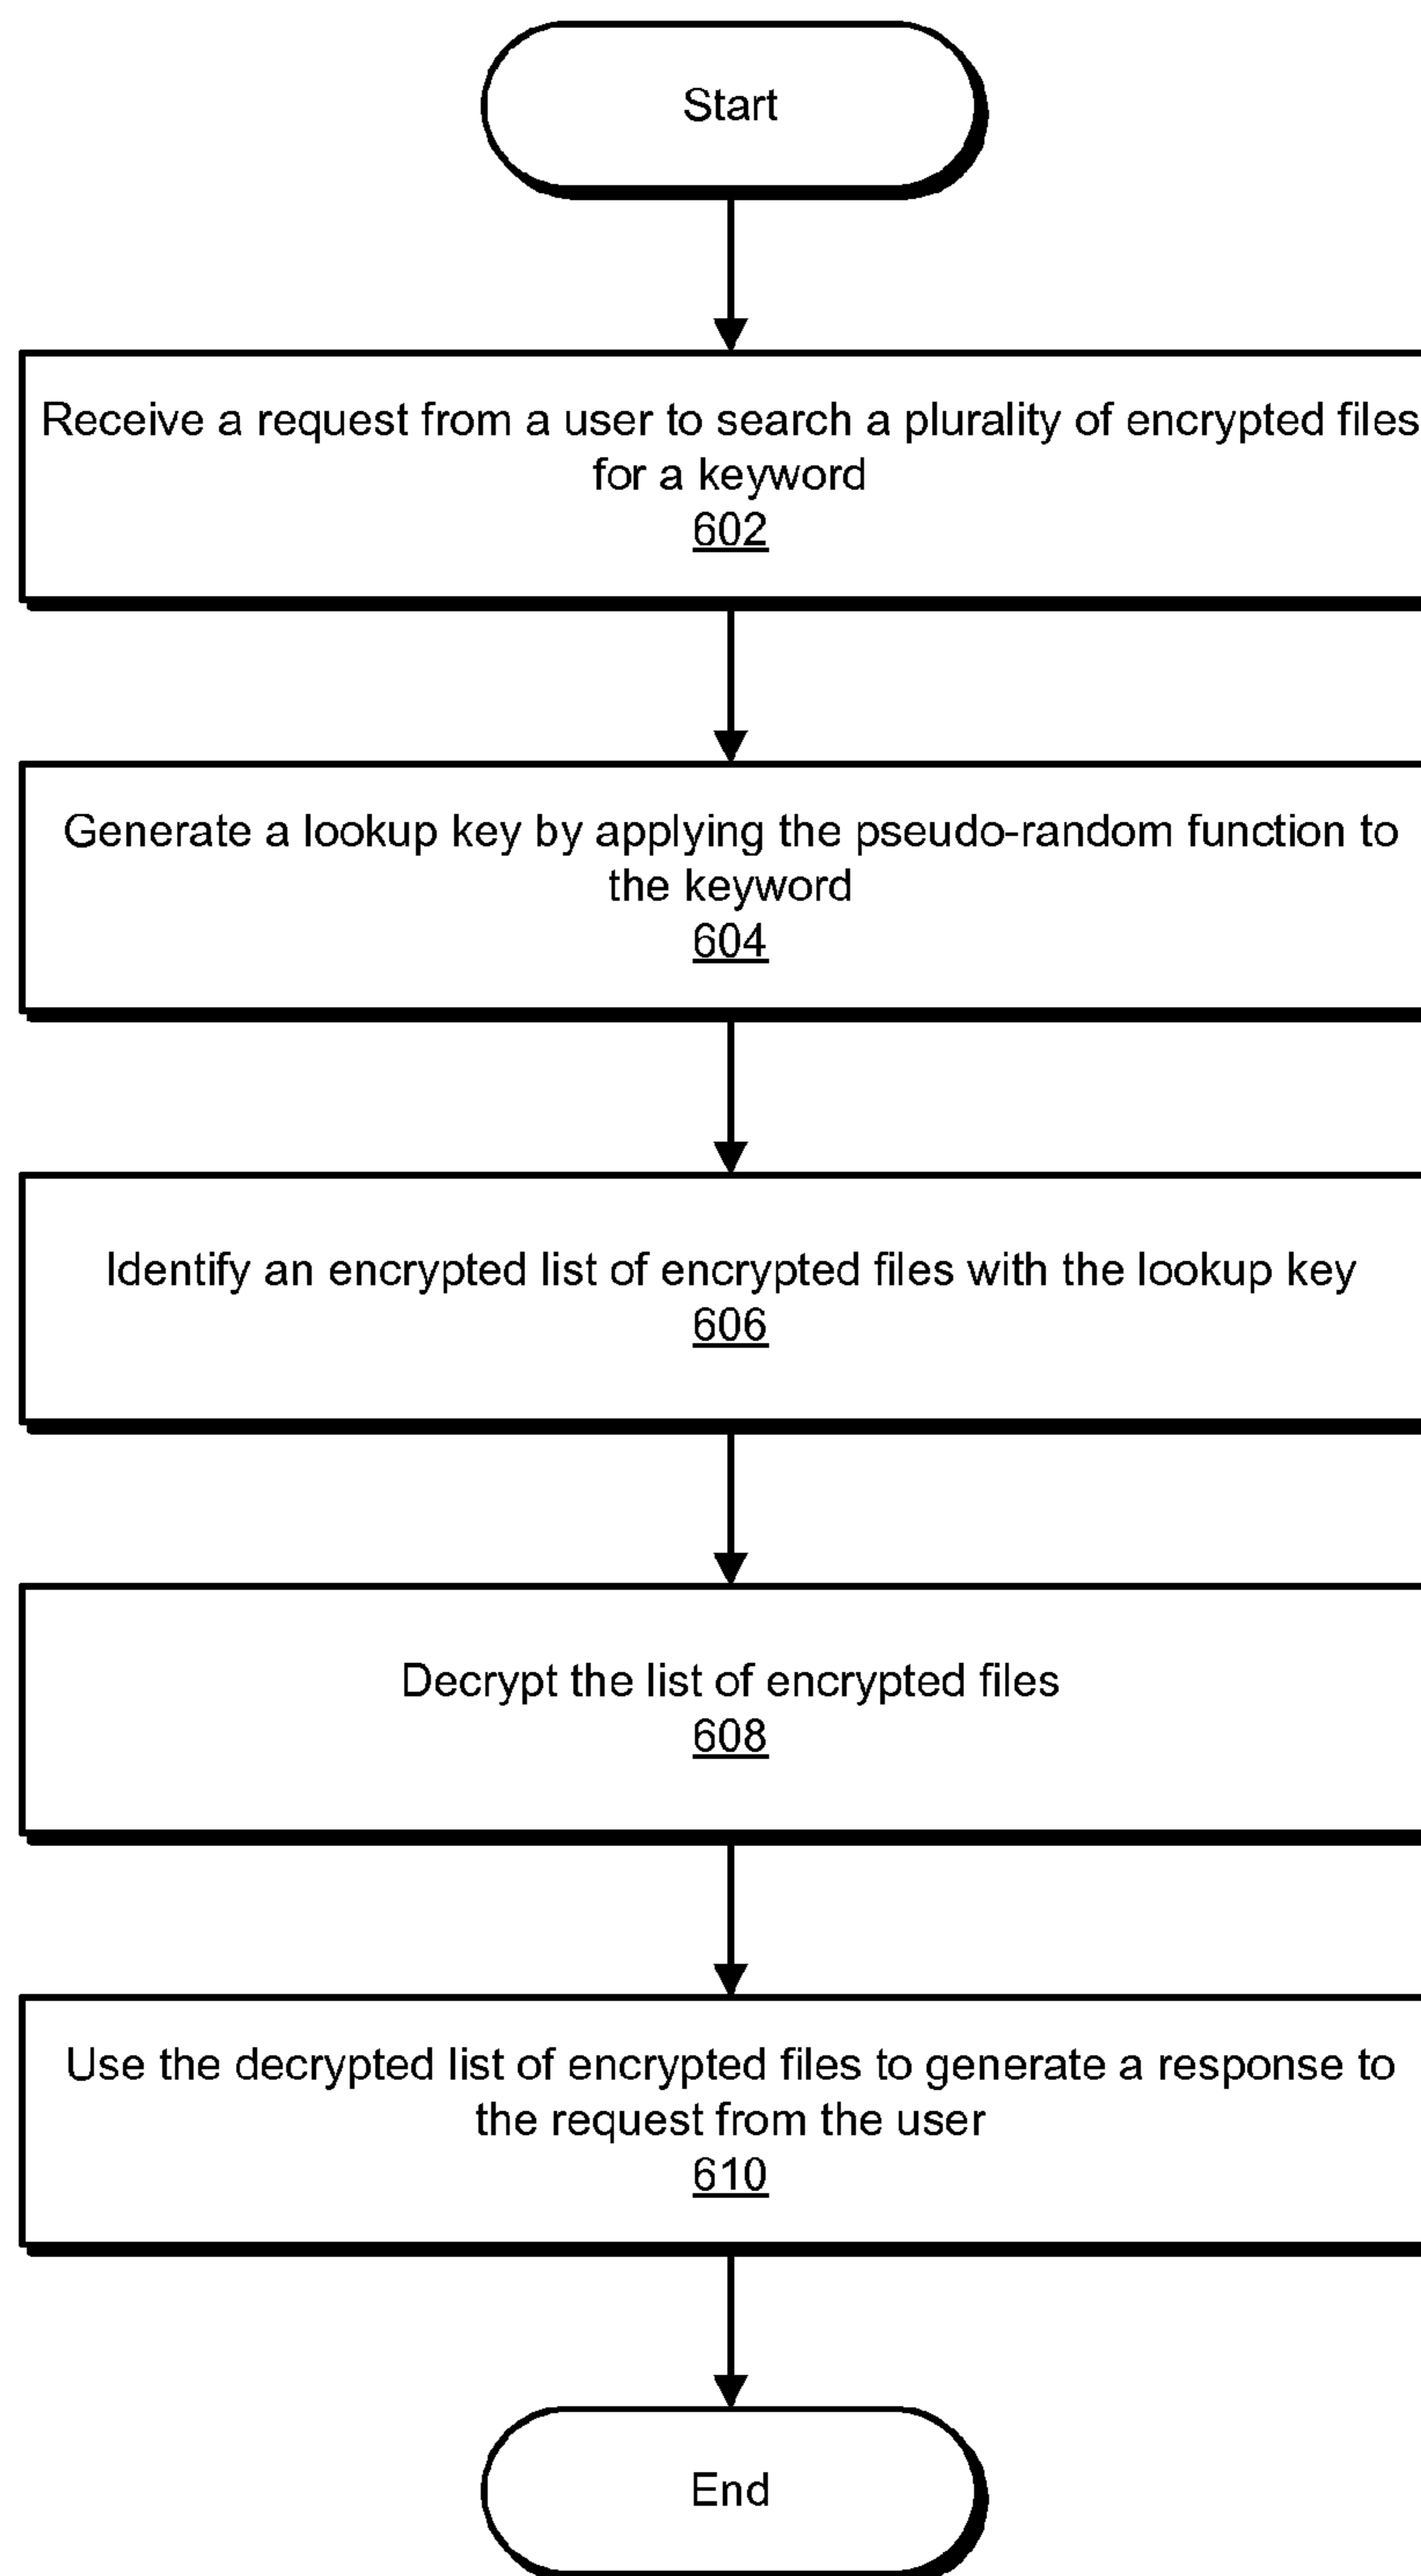 Start
Receive a request from a user to search a plurality of encrypted files
for a keyword
602
Generate a lookup key by applying the pseudo-random function to
the keyword
604
Identify an encrypted list of encrypted files with the lookup key
606
Decrypt the list of encrypted files
608
Use the decrypted list of encrypted files to generate a response to
the request from the user
610
End